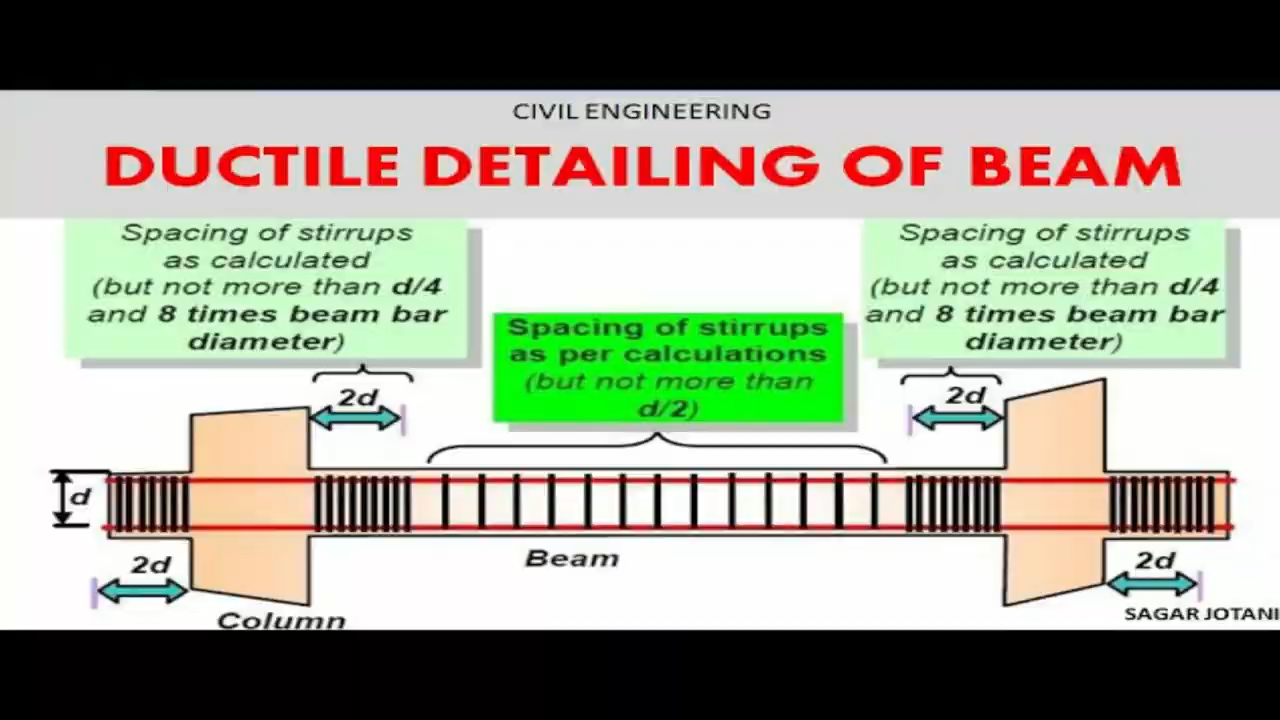 CIVIL ENGINEERING
DUCTILE DETAILING OF BEAM
Spacing of stirrups
as calculated
(but not more than d/4
and 8 times beam bar
diameter)
Spacing of stirrups
as calculated
(but not more than d/4
and 8 times beam bar
diameter)
Spacing of stirrups
as per calculations
(but not more than
d/2)
2d
2d
d
Beam
2d
2d
Column
SAGAR JOTANI